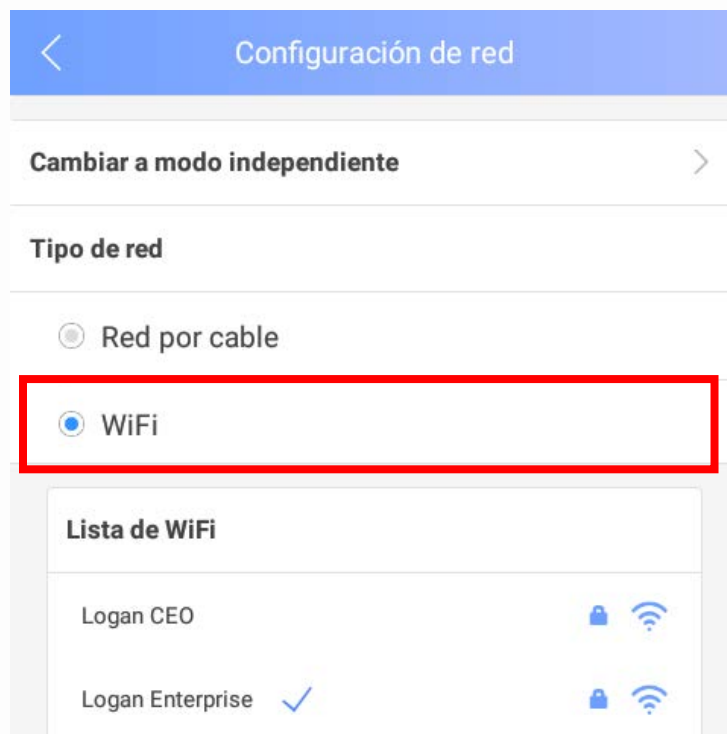 Configuración de red
Cambiar a modo independiente
Tipo de red
Red por cable
WiFi
Lista de WiFi
Logan CEO
Logan Enterprise